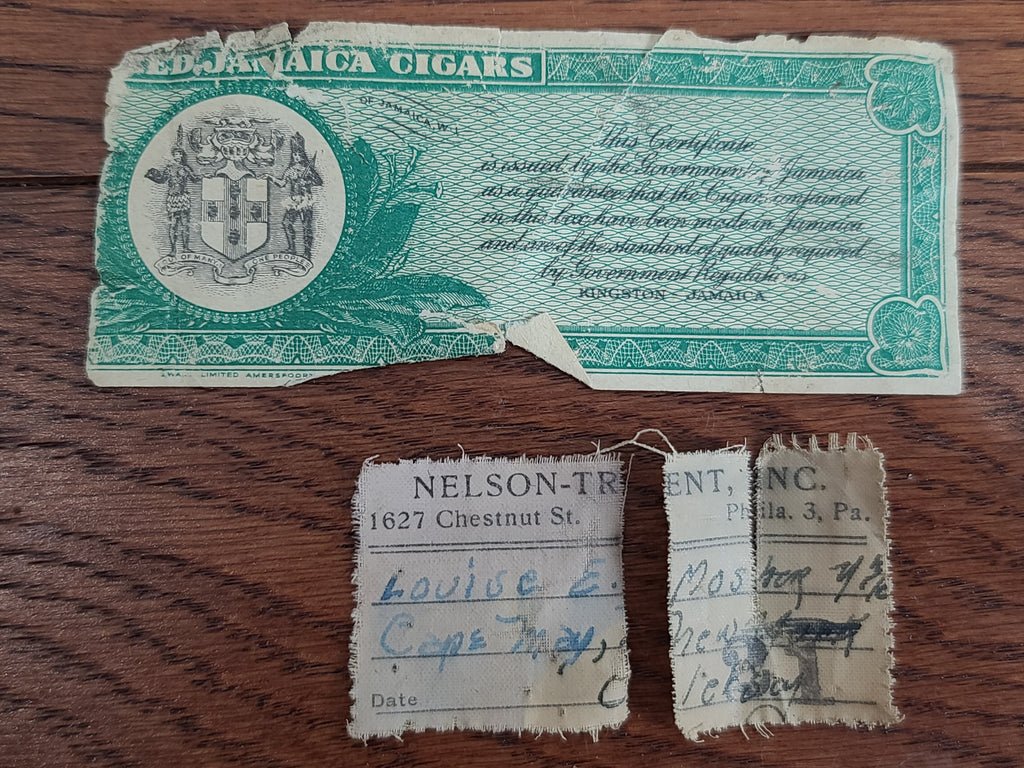 ED. JAMAICA CIGARS
OF JAMAICA, W.I.
This Certificate
is issued by the Government of Jamaica
as a guarantee that the Cigars contained
in this box have been made in Jamaica
and are of the standard of quality required
by Government Regulations
KINGSTON JAMAICA
OUT OF MANY ONE PEOPLE
LIMITED AMERSFOORT
NELSON-TR ENT, INC.
1627 Chestnut St. Phila. 3, Pa.
Louise E. Mos
Cape May, New
Date